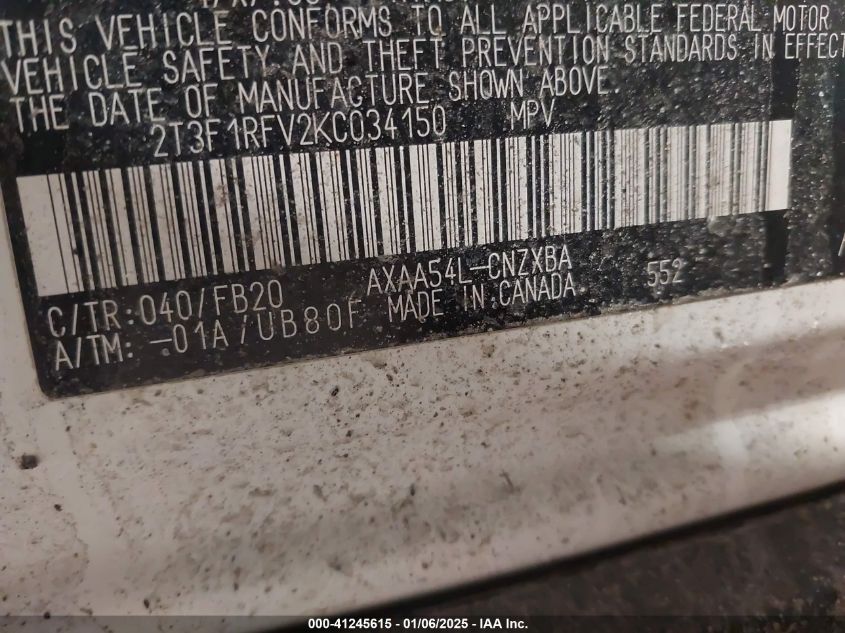 THIS VEHICLE CONFORMS TO ALL APPLICABLE FEDERAL MOTOR
VEHICLE SAFETY AND THEFT PREVENTION STANDARDS IN EFFECT
THE DATE OF MANUFACTURE SHOWN ABOVE.
2T3F1RFV2KC034150 MPV
C/TR:040/FB20 AXAA54L-CNZXBA 552
A/TM: -01A/UB80F MADE IN CANADA
000-41245615 - 01/06/2025 - IAA Inc.